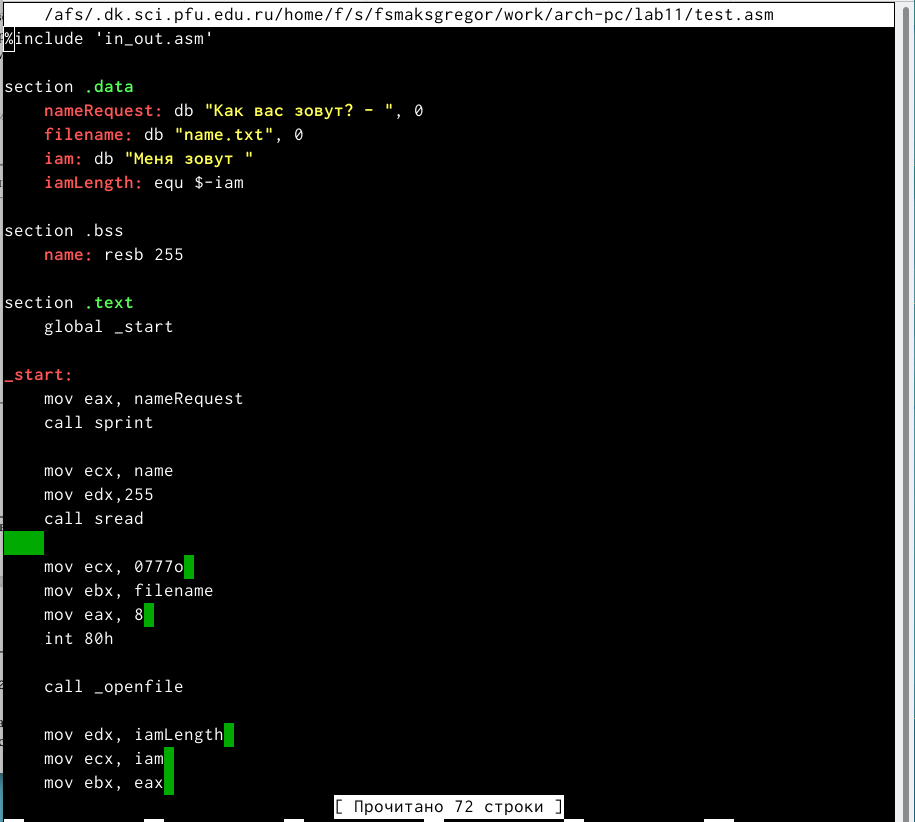 /afs/.dk.sci.pfu.edu.ru/home/f/s/fsmaksgregor/work/arch-pc/lab11/test.asm
%include 'in_out.asm'
section .data
nameRequest: db "Как вас зовут? - ", 0
filename: db "name.txt", 0
iam: db "Меня зовут "
iamLength: equ $-iam
section .bss
name: resb 255
section .text
global _start
_start:
mov eax, nameRequest
call sprint
mov ecx, name
mov edx,255
call sread
mov ecx, 0777o
mov ebx, filename
mov eax, 8
int 80h
call _openfile
mov edx, iamLength
mov ecx, iam
mov ebx, eax
[ Прочитано 72 строки ]